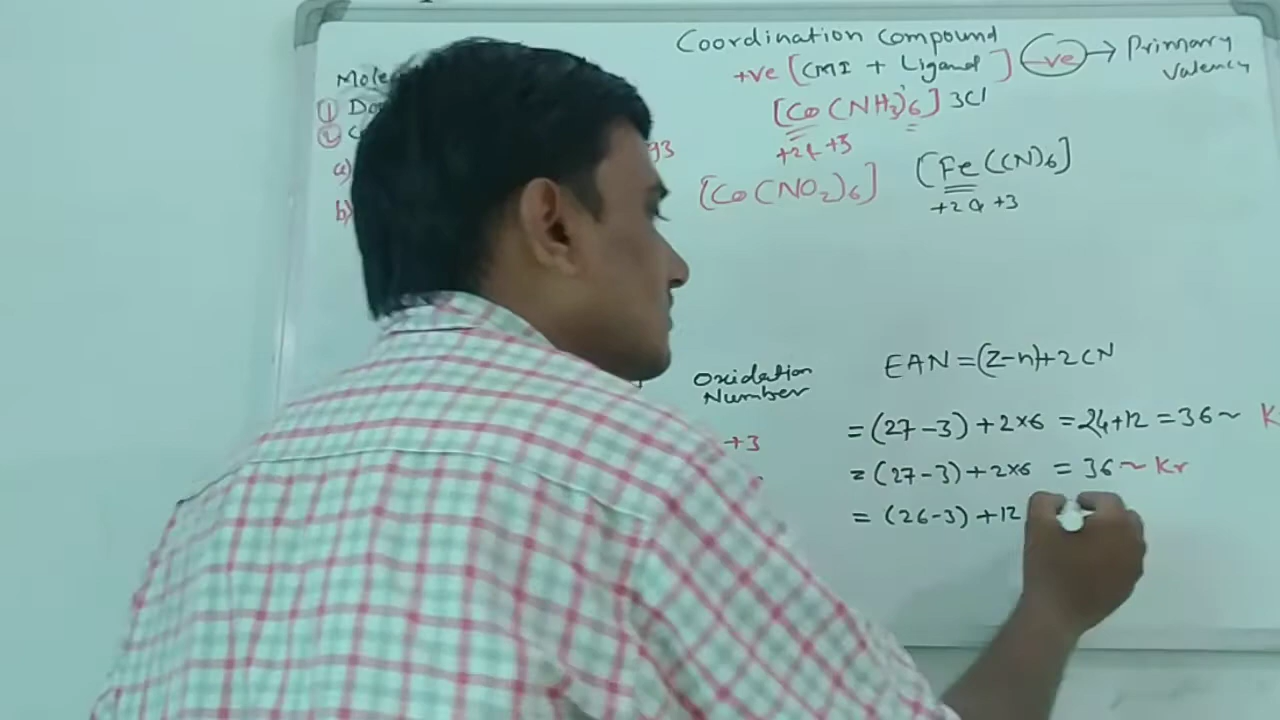 Coordination Compound
+ve [CMI + Ligand] -ve → Primary Valency
[Co(NH3)6] 3Cl
+2 & +3
[Co(NO2)6] [Fe(CN)6]
+2 & +3
①
②
a)
b)
93
Oxidation
Number
+3
EAN = (Z-n)+2CN
= (27-3) + 2×6 = 24+12 = 36 ~ K
= (27-3) + 2×6 = 36 ~ Kr
= (26-3) +12